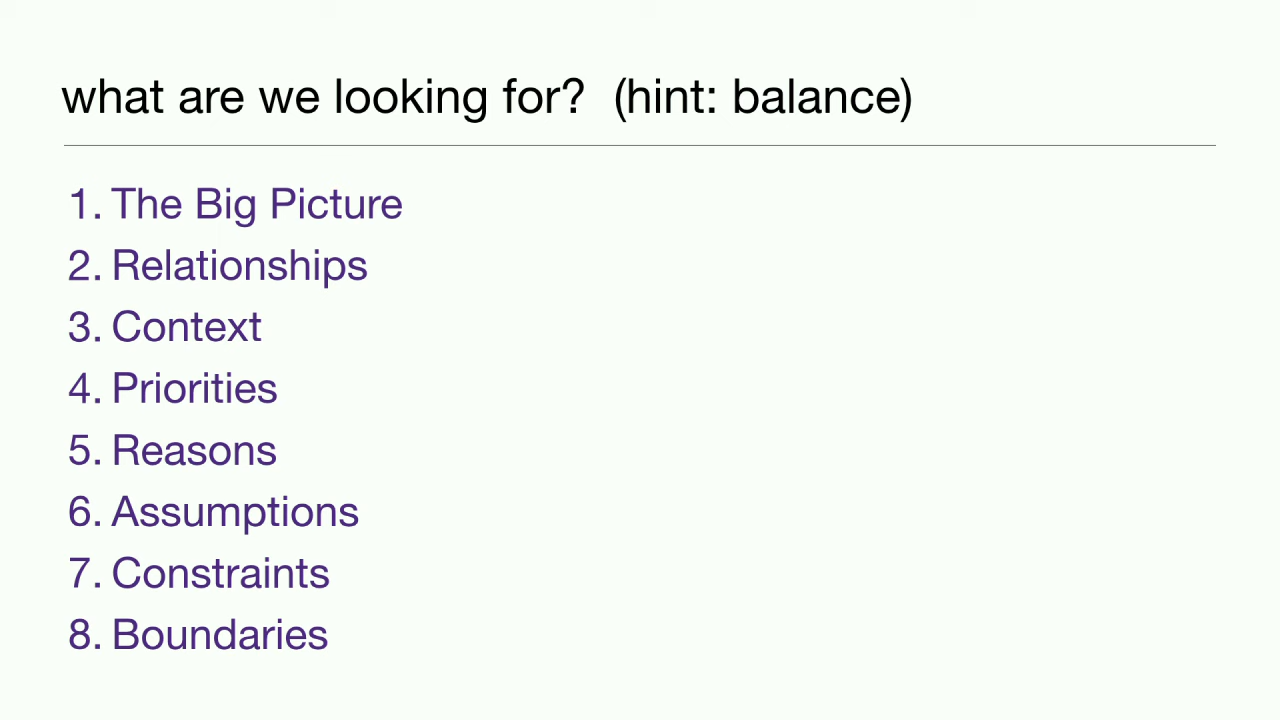 what are we looking for? (hint: balance)
1. The Big Picture
2. Relationships
3. Context
4. Priorities
5. Reasons
6. Assumptions
7. Constraints
8. Boundaries